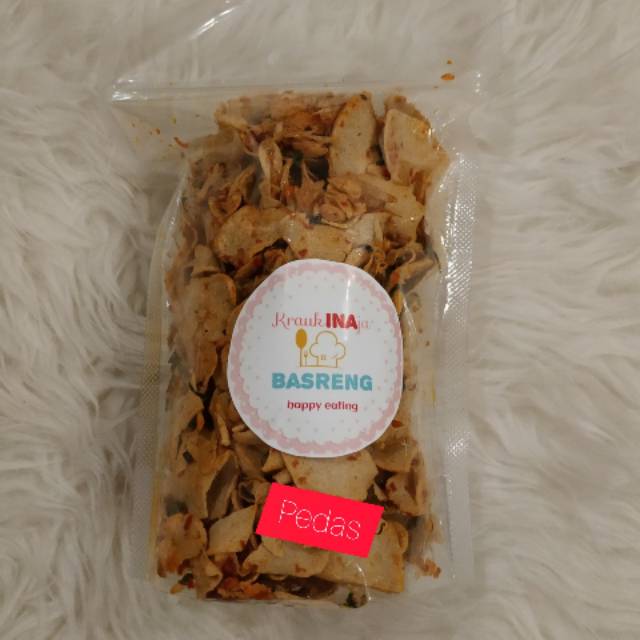 KraukINAja
BASRENG
happy eating
Pedas